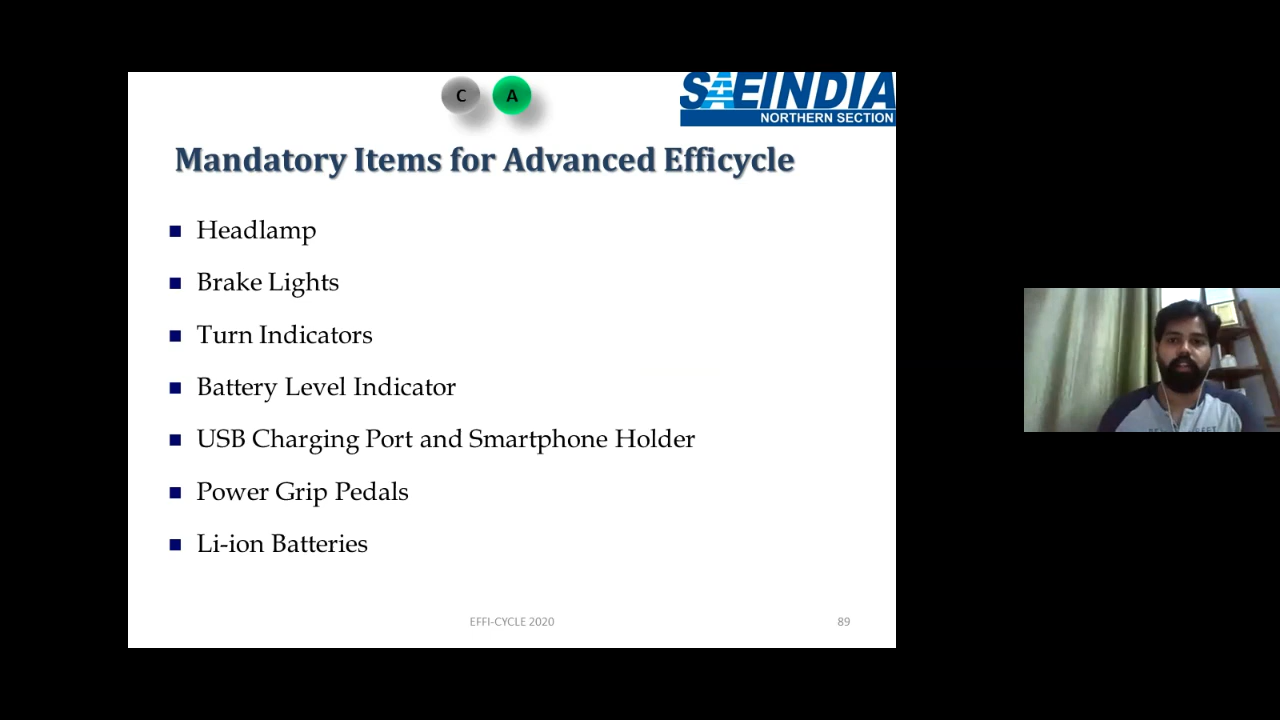 C A
SAEINDIA
NORTHERN SECTION
Mandatory Items for Advanced Efficycle
Headlamp
Brake Lights
Turn Indicators
Battery Level Indicator
USB Charging Port and Smartphone Holder
Power Grip Pedals
Li-ion Batteries
EFFI-CYCLE 2020
89